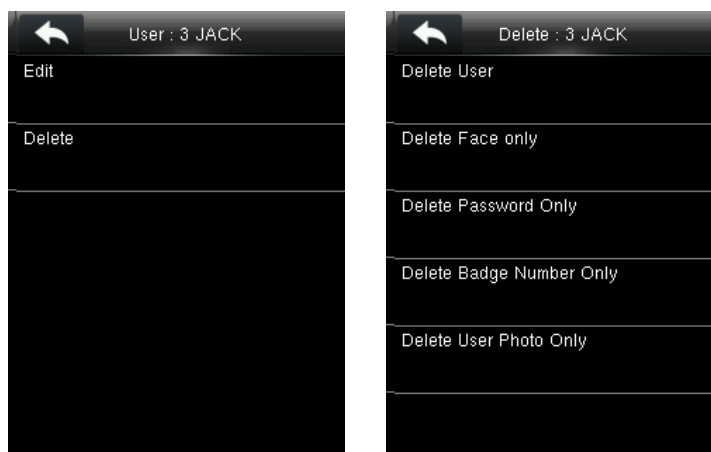 User : 3 JACK
Edit
Delete
Delete : 3 JACK
Delete User
Delete Face only
Delete Password Only
Delete Badge Number Only
Delete User Photo Only